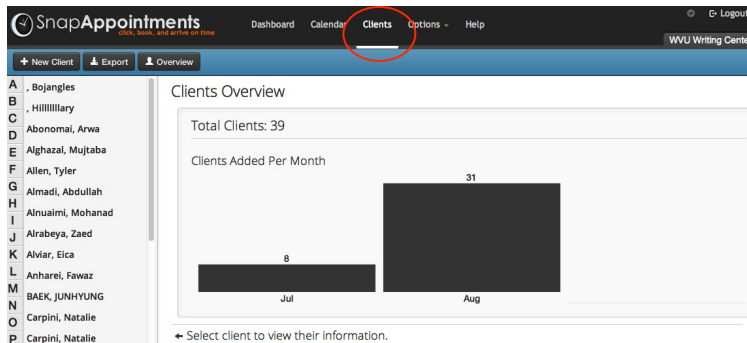 SnapAppointments
click, book, and arrive on time
Dashboard Calendar Clients Options Help
Logout
WVU Writing Cente
+ New Client Export Overview
A
B
C
D
E
F
G
H
I
J
K
L
M
N
O
P
, Bojangles
, Hillllllllary
Abonomai, Arwa
Alghazal, Mujtaba
Allen, Tyler
Almadi, Abdullah
Alnuaimi, Mohanad
Alrabeya, Zaed
Alviar, Eica
Anharei, Fawaz
BAEK, JUNHYUNG
Carpini, Natalie
Carpini, Natalie
Clients Overview
Total Clients: 39
Clients Added Per Month
31
8
Jul Aug
← Select client to view their information.